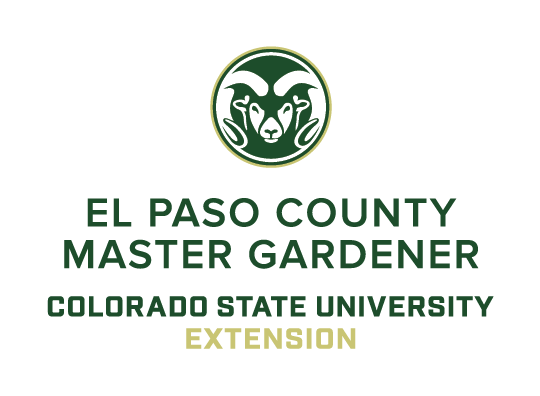 EL PASO COUNTY
MASTER GARDENER
COLORADO STATE UNIVERSITY
EXTENSION